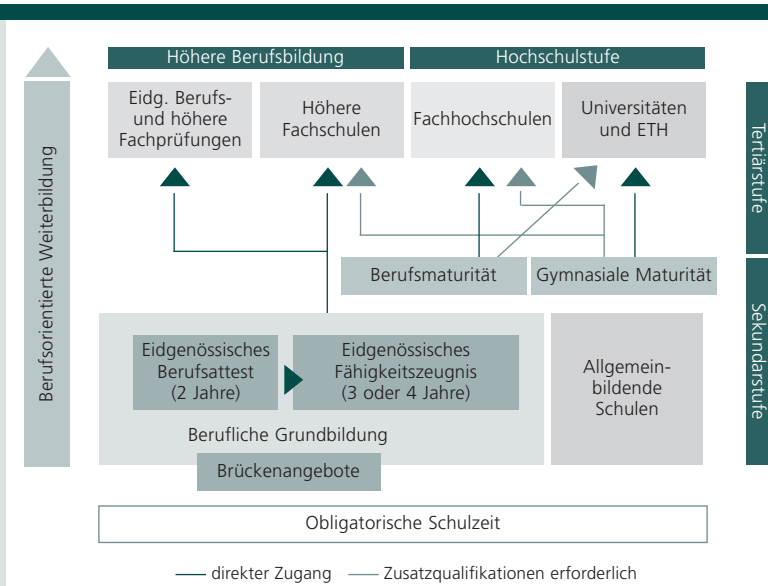 Höhere Berufsbildung
Hochschulstufe
Eidg. Berufs-
und höhere
Fachprüfungen
Höhere
Fachschulen
Fachhochschulen
Universitäten
und ETH
Berufsorientierte Weiterbildung
Tertiärstufe
Berufsmaturität
Gymnasiale Maturität
Sekundarstufe
Eidgenössisches
Berufsattest
(2 Jahre)
Eidgenössisches
Fähigkeitszeugnis
(3 oder 4 Jahre)
Allgemein-
bildende
Schulen
Berufliche Grundbildung
Brückenangebote
Obligatorische Schulzeit
direkter Zugang
Zusatzqualifikationen erforderlich